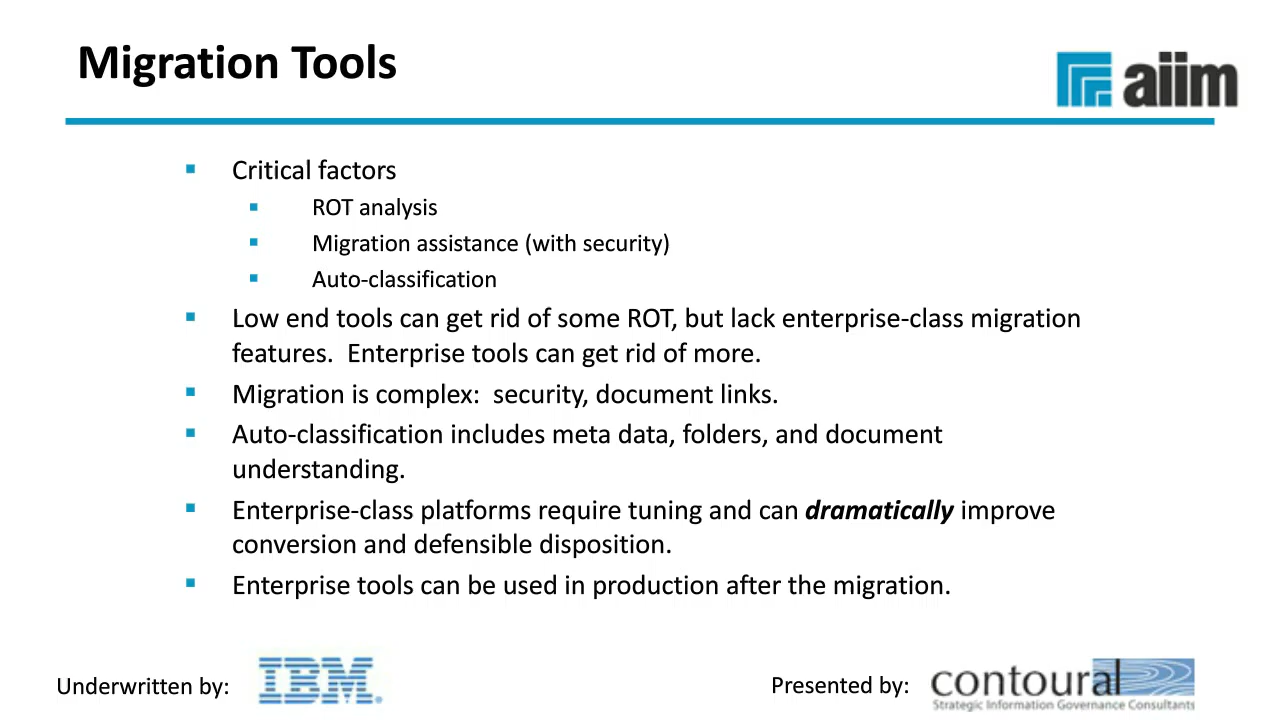 Migration Tools
aiim
Critical factors
ROT analysis
Migration assistance (with security)
Auto-classification
Low end tools can get rid of some ROT, but lack enterprise-class migration
features.  Enterprise tools can get rid of more.
Migration is complex:  security, document links.
Auto-classification includes meta data, folders, and document
understanding.
Enterprise-class platforms require tuning and can dramatically improve
conversion and defensible disposition.
Enterprise tools can be used in production after the migration.
Underwritten by:
IBM®
Presented by:
contoural
Strategic Information Governance Consultants